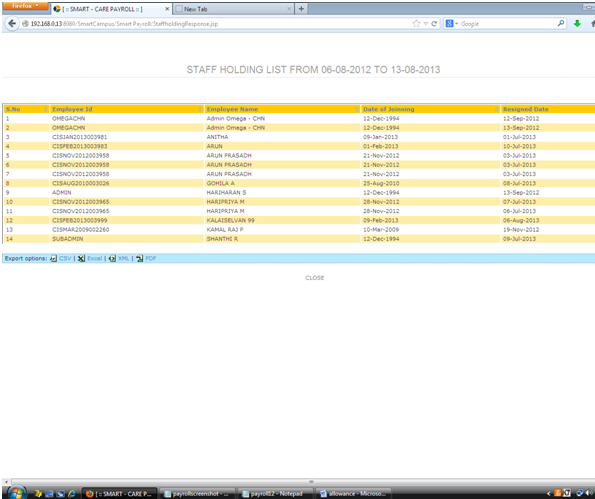 Firefox
[ :: SMART - CARE PAYROLL :: ] × New Tab × +
192.168.0.13:8080/SmartCampus/Smart Payroll/StaffholdingResponse.jsp Google
STAFF HOLDING LIST FROM 06-08-2012 TO 13-08-2013
S.No Employee Id Employee Name Date of Joinning Resigned Date
1 OMEGACHN Admin Omega - CHN 12-Dec-1994 12-Sep-2012
2 OMEGACHN Admin Omega - CHN 12-Dec-1994 13-Sep-2012
3 CISJAN2013003981 ANITHA 09-Jan-2013 01-Jul-2013
4 CISFEB2013003983 ARUN 01-Feb-2013 10-Jul-2013
5 CISNOV2012003958 ARUN PRASADH 21-Nov-2012 03-Jul-2013
6 CISNOV2012003958 ARUN PRASADH 21-Nov-2012 03-Jul-2013
7 CISNOV2012003958 ARUN PRASADH 21-Nov-2012 03-Jul-2013
8 CISAUG2010003026 GOHILA A 25-Aug-2010 08-Jul-2013
9 ADMIN HARIHARAN S 12-Dec-1994 13-Sep-2012
10 CISNOV2012003965 HARIPRIYA M 28-Nov-2012 07-Jul-2013
11 CISNOV2012003965 HARIPRIYA M 28-Nov-2012 06-Jul-2013
12 CISFEB2013003999 KALAISELVAN 99 09-Feb-2013 06-Aug-2013
13 CISMAR2009002260 KAMAL RAJ P 10-Mar-2009 19-Nov-2012
14 SUBADMIN SHANTHI R 12-Dec-1994 09-Jul-2013
Export options: CSV | Excel | XML | PDF
CLOSE
[ :: SMART - CARE P... payrollscreenshot - ... payroll12 - Notepad allowance - Microso... 4:40